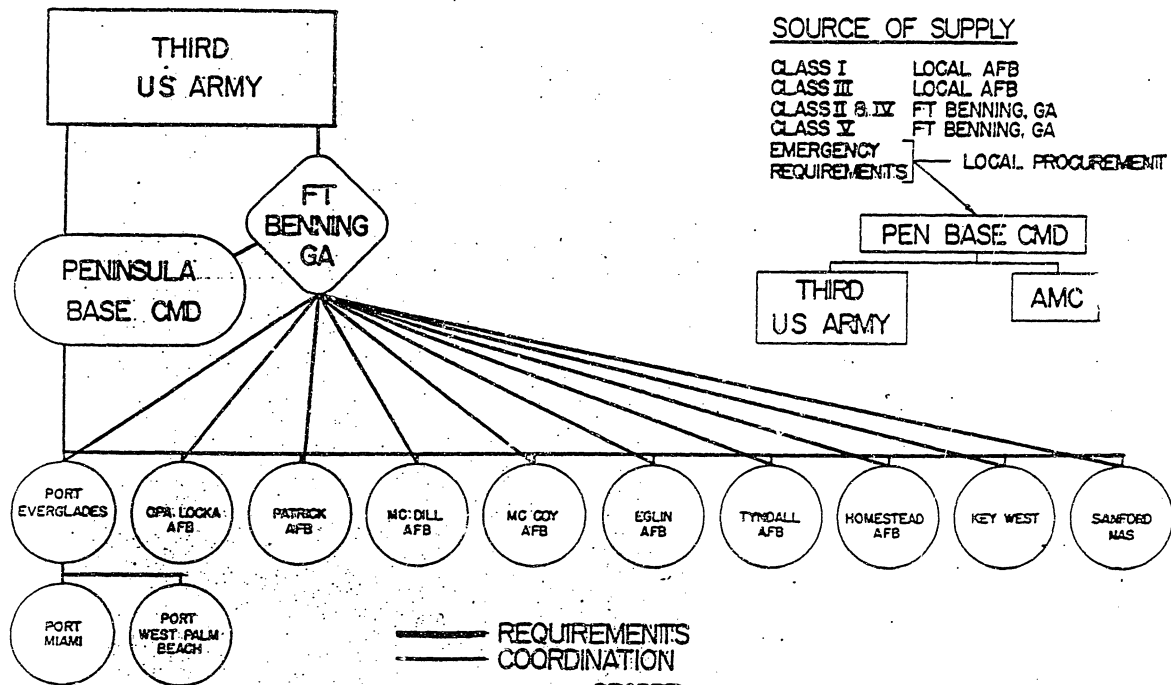 THIRD
US ARMY
SOURCE OF SUPPLY
CLASS I LOCAL AFB
CLASS III LOCAL AFB
CLASS II & IV FT BENNING, GA
CLASS V FT BENNING, GA
EMERGENCY
REQUIREMENTS
LOCAL PROCUREMENT
FT
BENNING
GA
PENINSULA
BASE CMD
PEN BASE CMD
THIRD
US ARMY
AMC
PORT
EVERGLADES
OPA LOCKA
AFB
PATRICK
AFB
MC DILL
AFB
MC COY
AFB
EGLIN
AFB
TYNDALL
AFB
HOMESTEAD
AFB
KEY WEST
SANFORD
NAS
PORT
MIAMI
PORT
WEST PALM
BEACH
REQUIREMENTS
COORDINATION